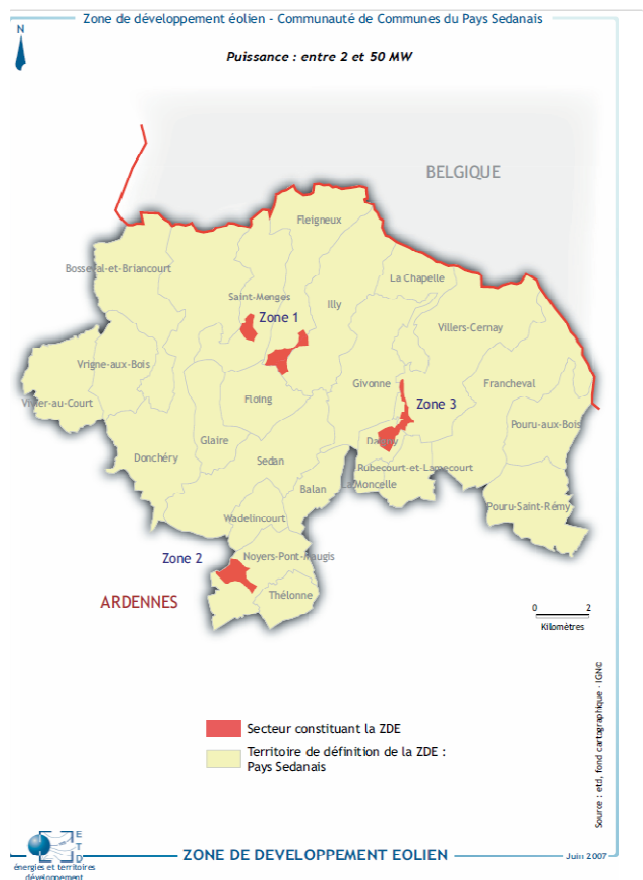 Zone de développement éolien - Communauté de Communes du Pays Sedanais
N
Puissance : entre 2 et 50 MW
BELGIQUE
Fleigneux
Bosseval-et-Briancourt
La Chapelle
Saint-Menges
Illy
Zone 1
Villers-Cernay
Vrigne-aux-Bois
Givonne
Francheval
Floing
Zone 3
Vivier-au-Court
Pouru-aux-Bois
Glaire
Daigny
Donchéry
Sedan
Rubecourt-et-Lamecourt
La Moncelle
Balan
Pouru-Saint-Rémy
Wadelincourt
Zone 2
Noyers-Pont-Maugis
Thélonne
ARDENNES
0 2
Kilomètres
Secteur constituant la ZDE
Territoire de définition de la ZDE :
Pays Sedanais
Source : etd, fond cartographique - IGN©
E
T
D
énergies et territoires
développement
ZONE DE DEVELOPPEMENT EOLIEN
Juin 2007